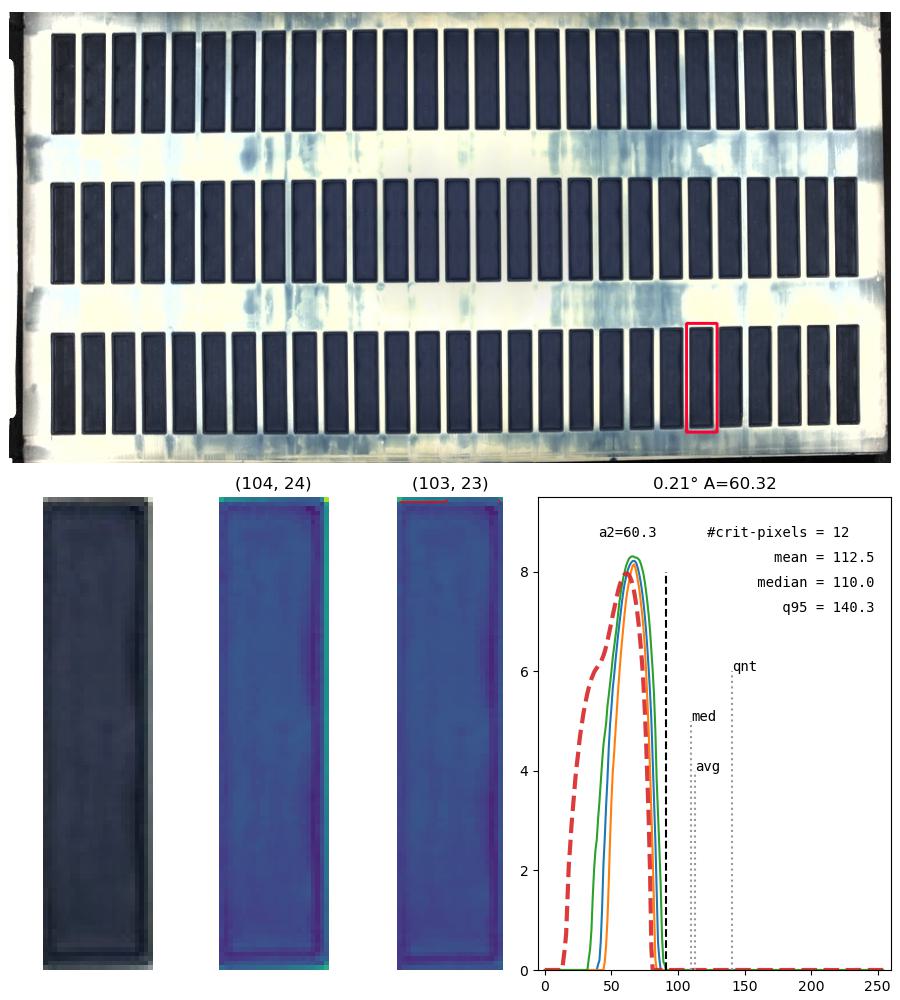 (104, 24)
(103, 23)
0.21° A=60.32
a2=60.3
#crit-pixels = 12
mean = 112.5
median = 110.0
q95 = 140.3
qnt
med
avg
8
6
4
2
0
0 50 100 150 200 250